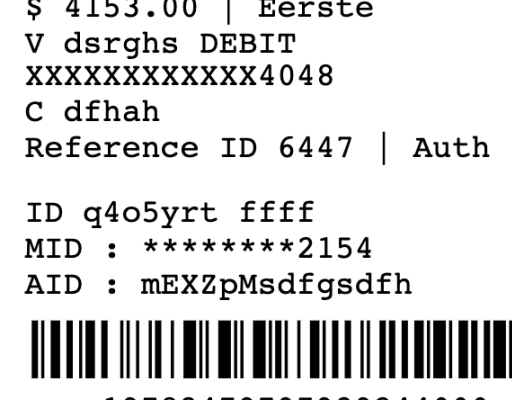 $ 4153.00 | Eerste
V dsrghs DEBIT
XXXXXXXXXXXX4048
C dfhah
Reference ID 6447 | Auth
ID q4o5yrt ffff
MID : ********2154
AID : mEXZpMsdfgsdfh